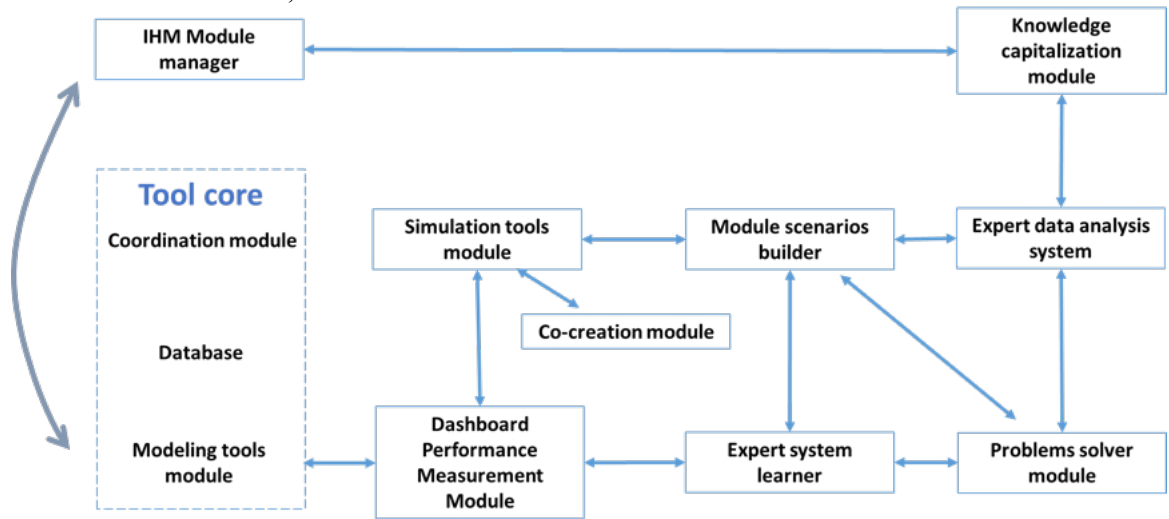 IHM Module
manager
Knowledge
capitalization
module
Tool core
Coordination module
Database
Modeling tools
module
Simulation tools
module
Module scenarios
builder
Expert data analysis
system
Co-creation module
Dashboard
Performance
Measurement
Module
Expert system
learner
Problems solver
module